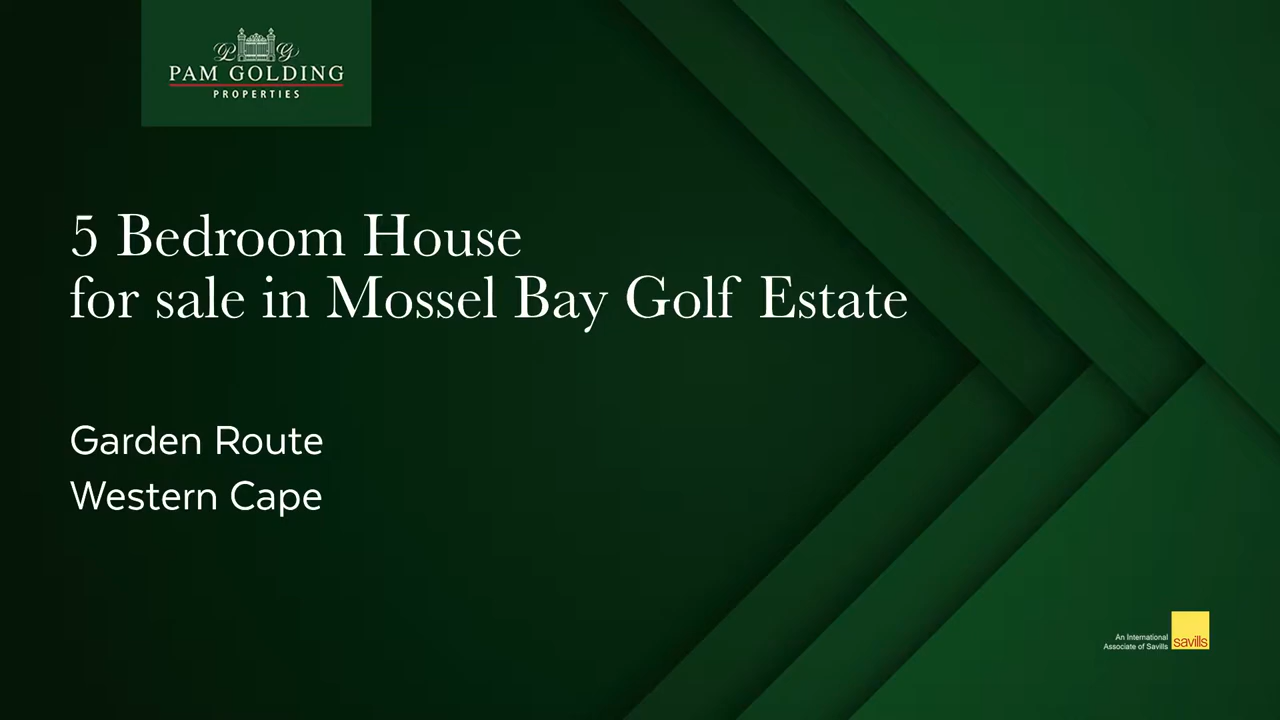 P G
PAM GOLDING
PROPERTIES
5 Bedroom House
for sale in Mossel Bay Golf Estate
Garden Route
Western Cape
An International
Associate of Savills
savills